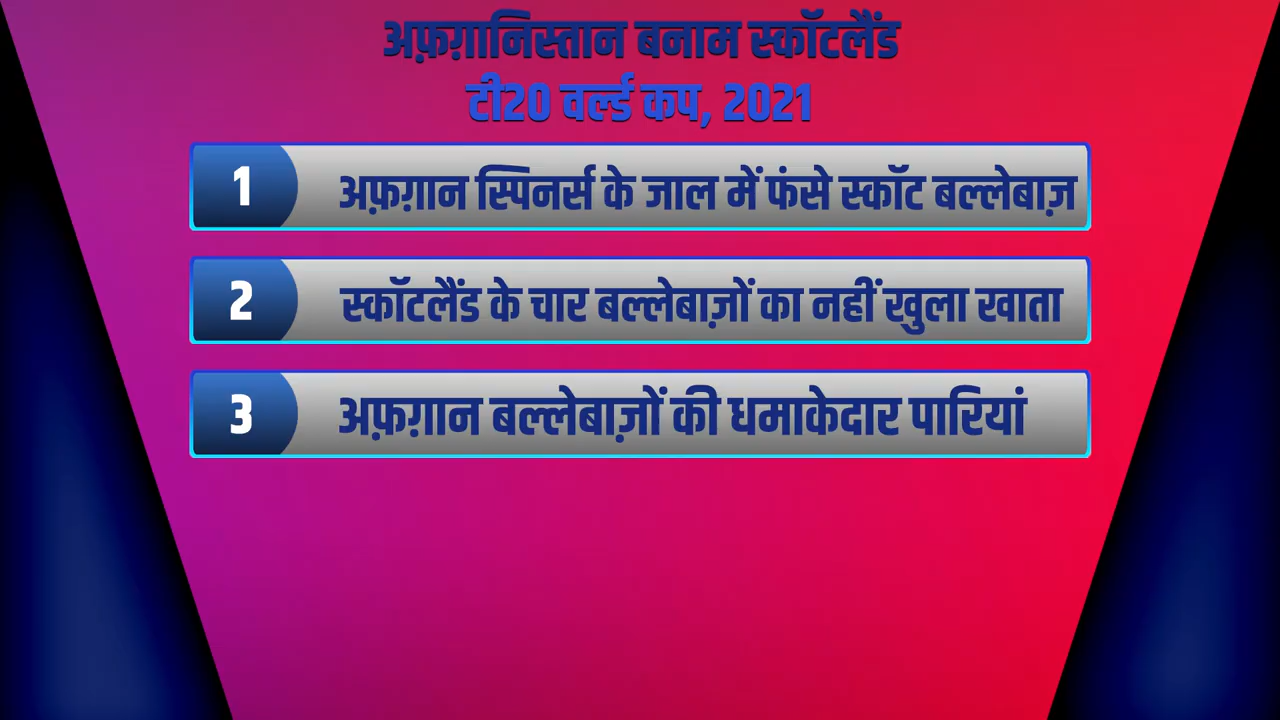 अफ़ग़ानिस्तान बनाम स्कॉटलैंड
टी20 वर्ल्ड कप, 2021
1 अफ़ग़ान स्पिनर्स के जाल में फंसे स्कॉट बल्लेबाज़
2 स्कॉटलैंड के चार बल्लेबाज़ों का नहीं खुला खाता
3 अफ़ग़ान बल्लेबाज़ों की धमाकेदार पारियां